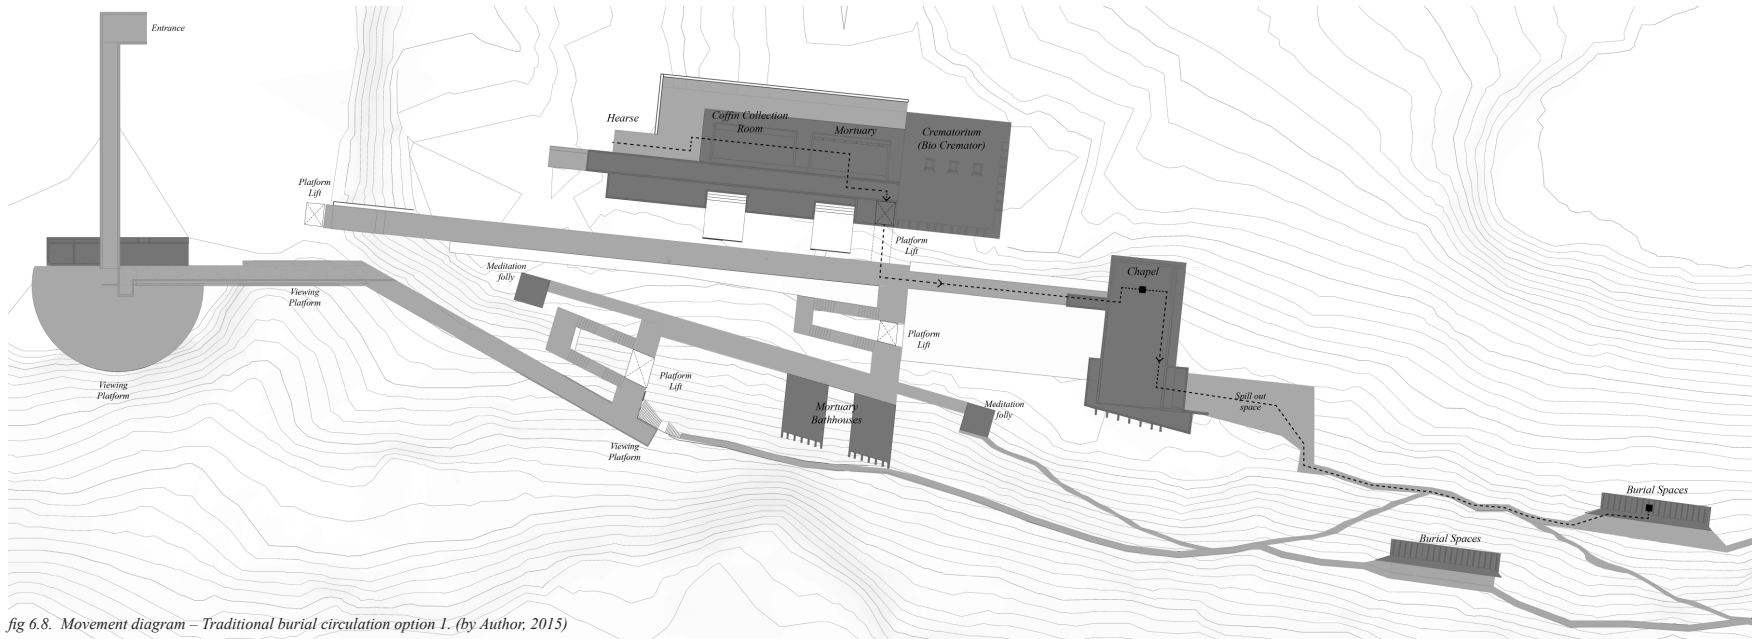 Entrance
Hearse
Coffin Collection
Room
Mortuary
Crematorium
(Bio Cremator)
Platform
Lift
Platform
Lift
Meditation
folly
Chapel
Viewing
Platform
Platform
Lift
Platform
Lift
Viewing
Platform
Mortuary
Bathhouses
Meditation
folly
Spill out
space
Viewing
Platform
Burial Spaces
Burial Spaces
fig 6.8. Movement diagram – Traditional burial circulation option 1. (by Author, 2015)